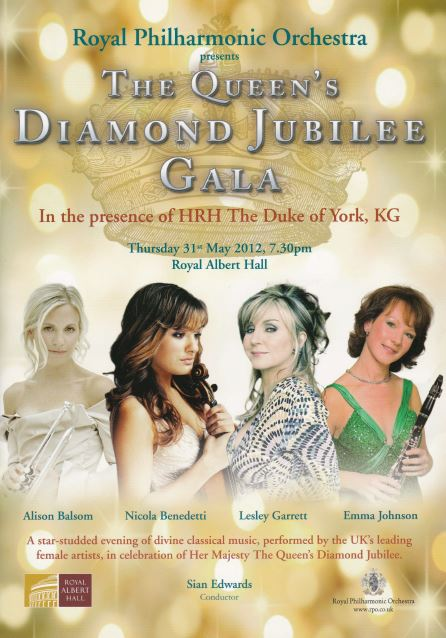 Royal Philharmonic Orchestra
presents
The Queen's
Diamond Jubilee
Gala
In the presence of HRH The Duke of York, KG
Thursday 31st May 2012, 7.30pm
Royal Albert Hall
Alison Balsom Nicola Benedetti Lesley Garrett Emma Johnson
A star-studded evening of divine classical music, performed by the UK's leading
female artists, in celebration of Her Majesty The Queen's Diamond Jubilee.
Sian Edwards
Conductor
ROYAL
ALBERT
HALL
Royal Philharmonic Orchestra
www.rpo.co.uk